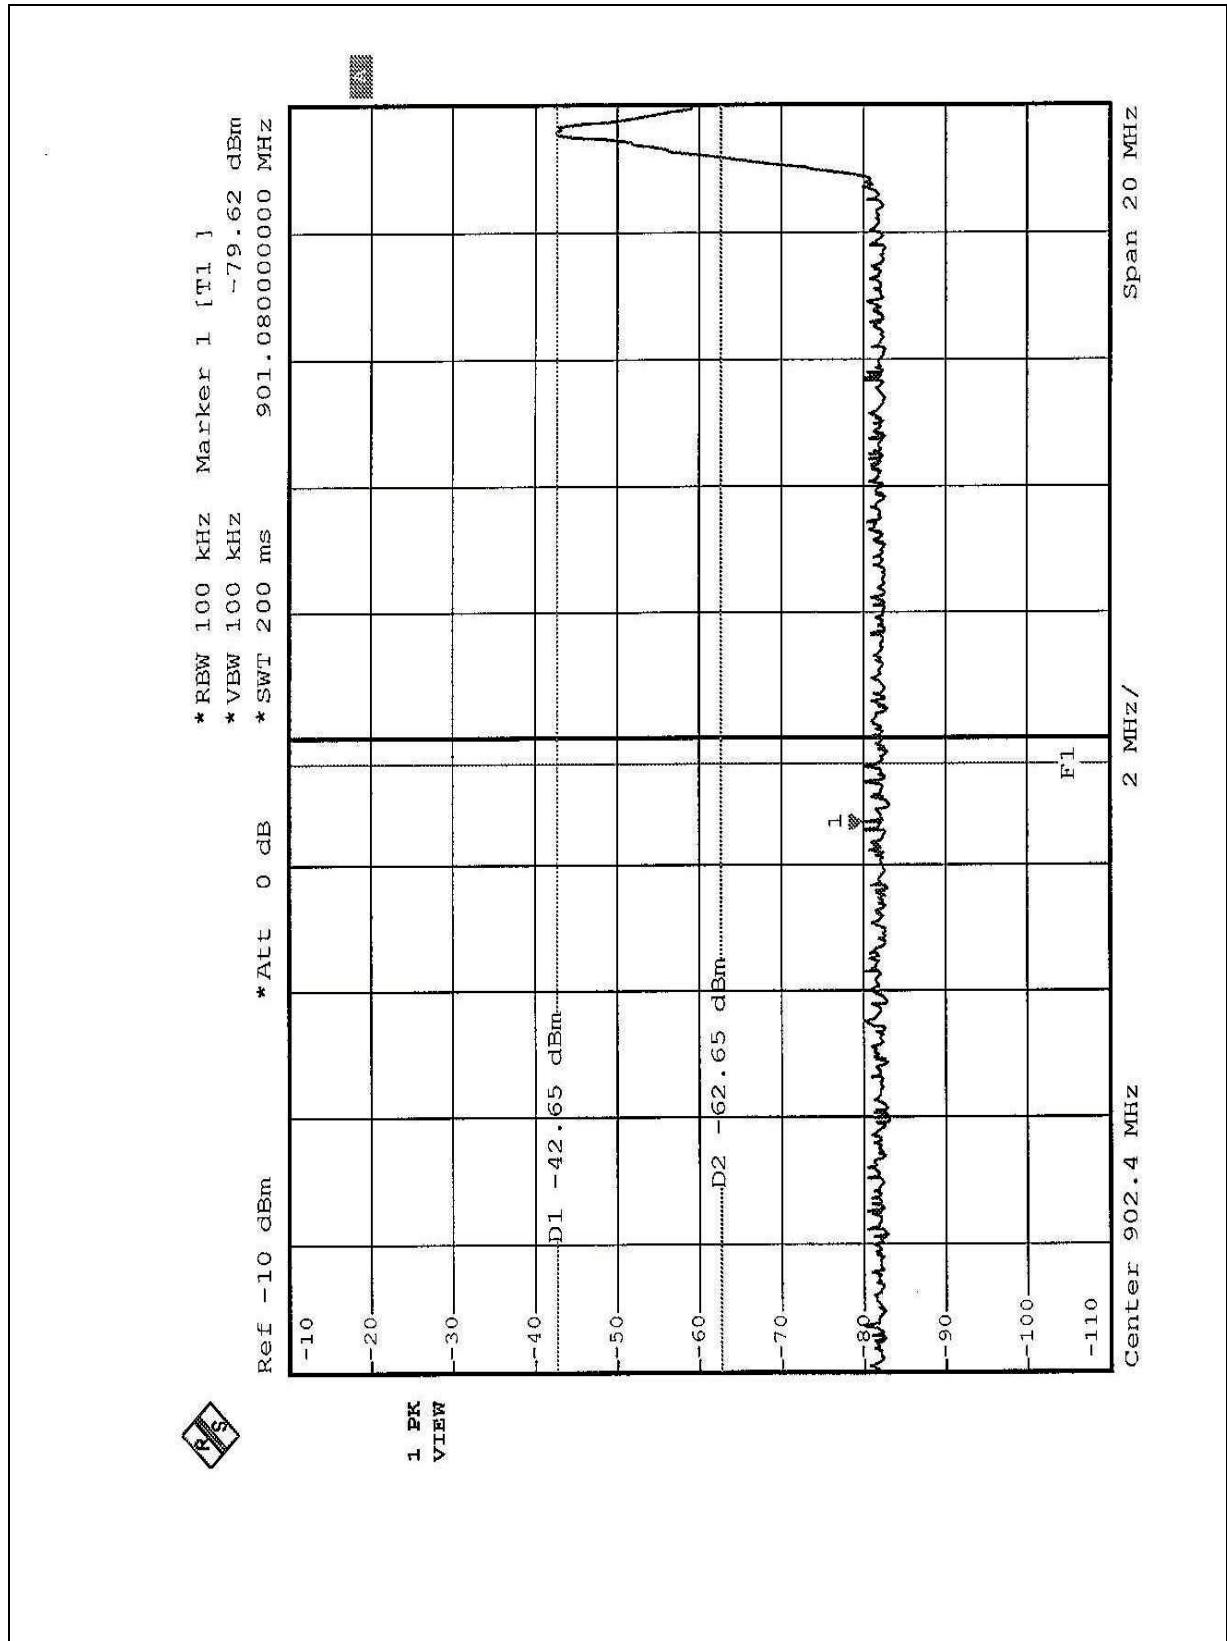 R S
*RBW 100 kHz Marker 1 [T1 ]
*VBW 100 kHz -79.62 dBm
Ref -10 dBm *Att 0 dB *SWT 200 ms 901.080000000 MHz
-10
A
-20
1 PK
VIEW
-30
-40
D1 -42.65 dBm
-50
-60
D2 -62.65 dBm
-70
1
-80
-90
-100
F1
-110
Center 902.4 MHz 2 MHz/ Span 20 MHz